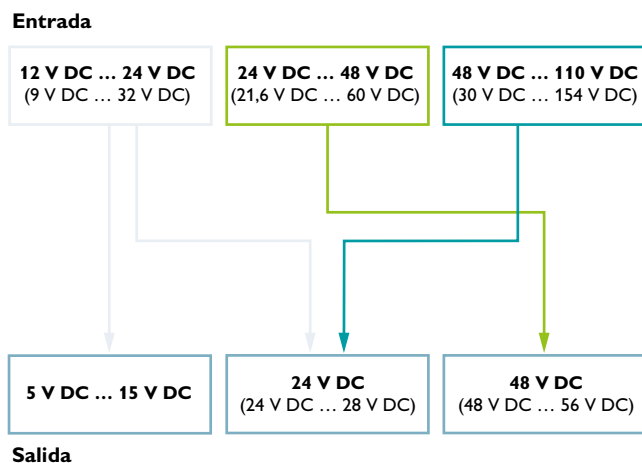 Entrada
12 V DC ... 24 V DC
(9 V DC ... 32 V DC)
24 V DC ... 48 V DC
(21,6 V DC ... 60 V DC)
48 V DC ... 110 V DC
(30 V DC ... 154 V DC)
5 V DC ... 15 V DC
24 V DC
(24 V DC ... 28 V DC)
48 V DC
(48 V DC ... 56 V DC)
Salida